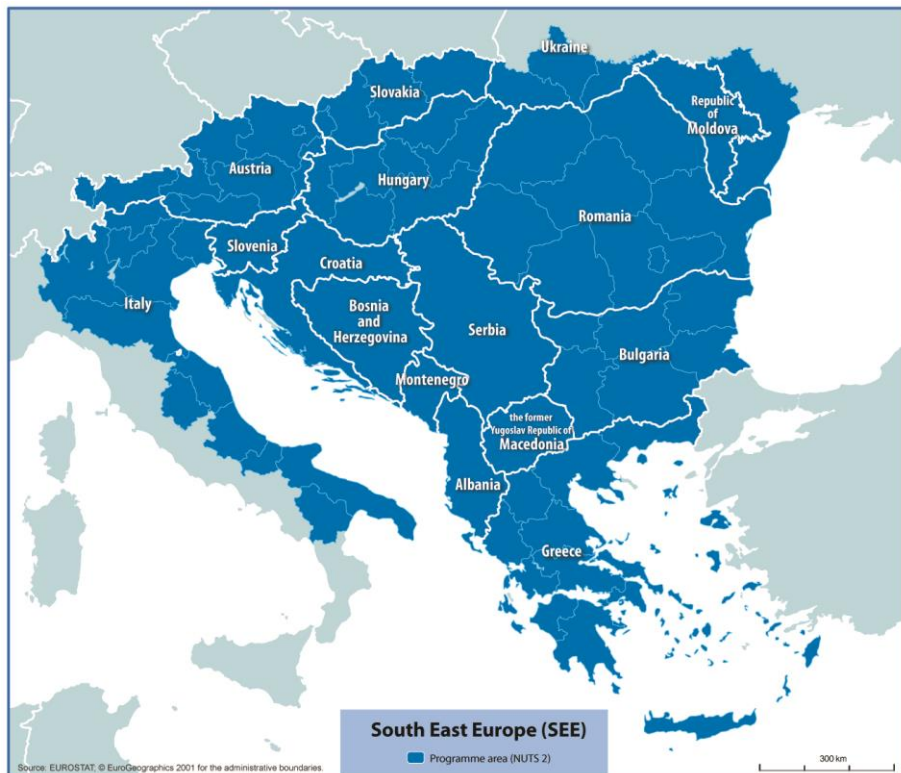 Ukraine
Slovakia
Republic
of
Moldova
Austria
Hungary
Romania
Slovenia
Croatia
Italy
Bosnia
and
Herzegovina
Serbia
Bulgaria
Montenegro
the former
Yugoslav Republic of
Macedonia
Albania
Greece
South East Europe (SEE)
Programme area (NUTS 2)
Source: EUROSTAT; © EuroGeographics 2001 for the administrative boundaries.
300 km